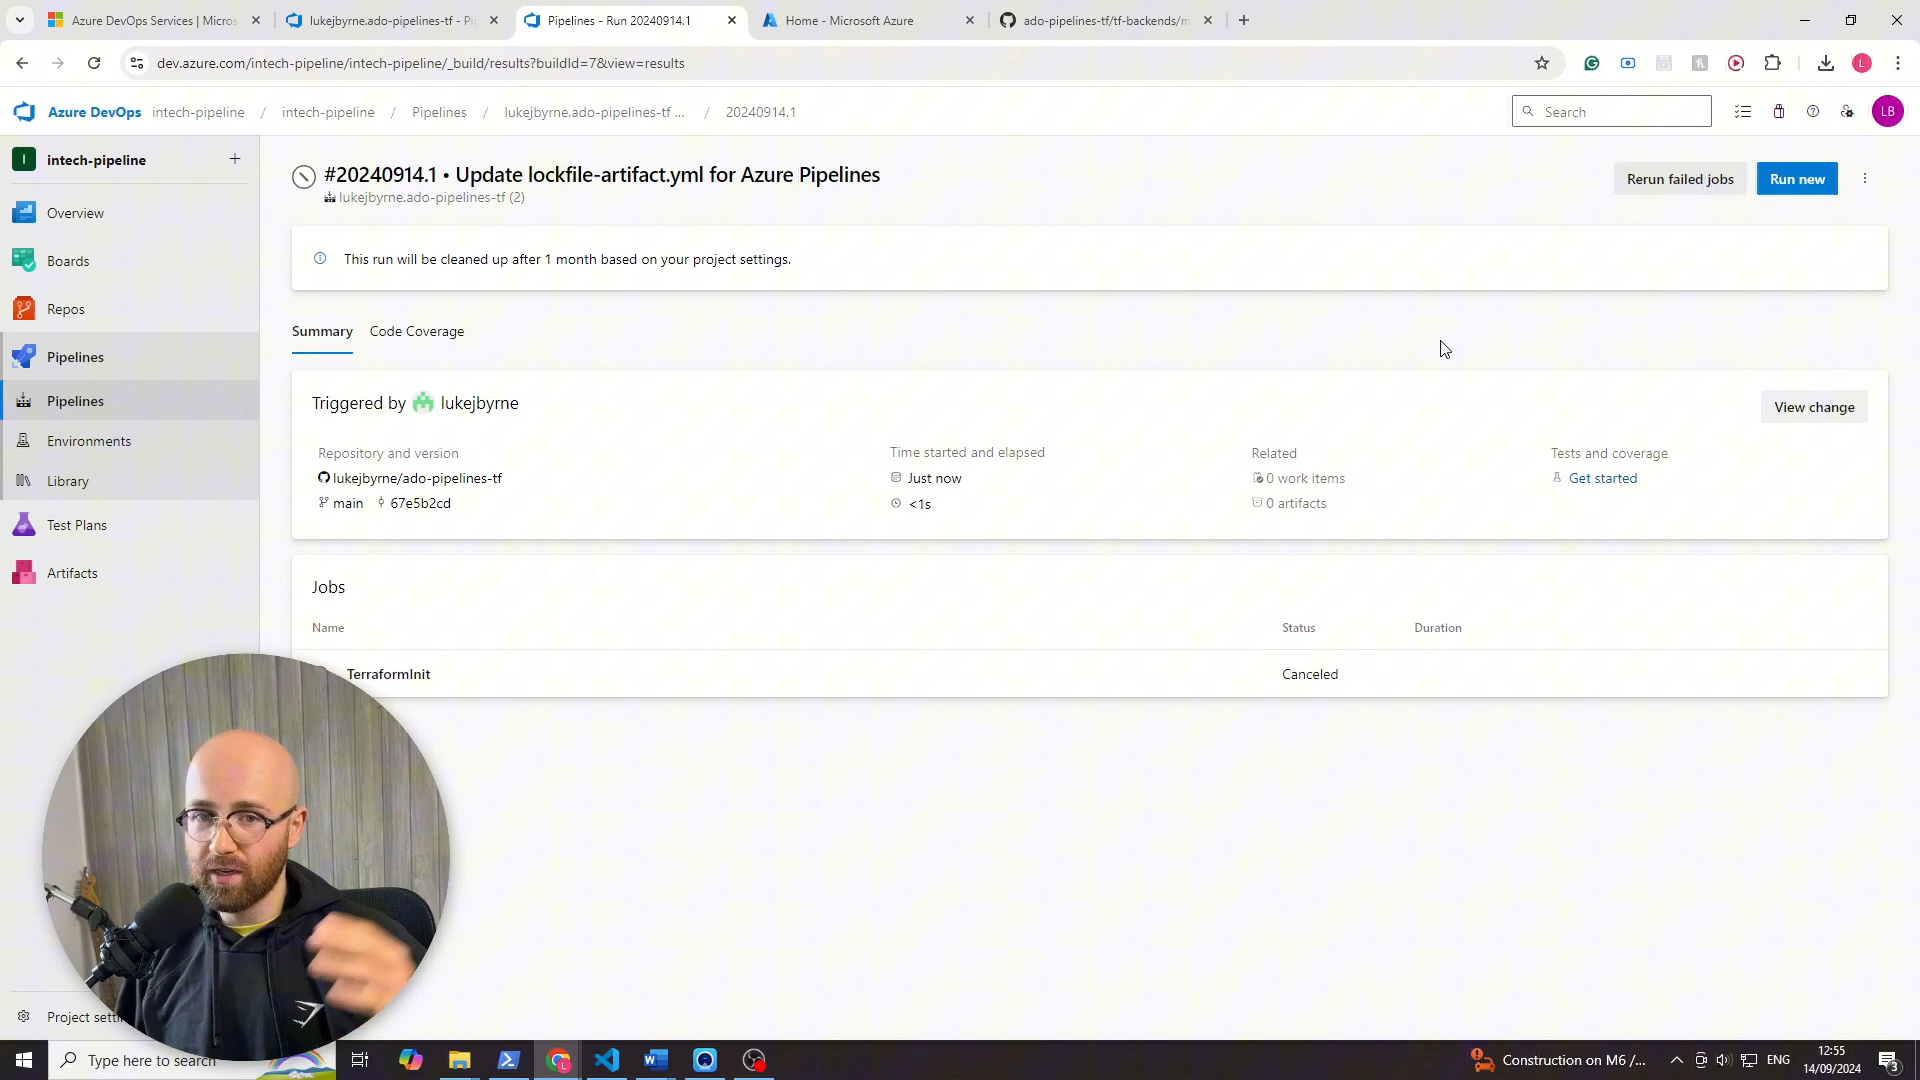 Azure DevOps Services | Micros
lukejbyrne.ado-pipelines-tf - Pi
Pipelines - Run 20240914.1
Home - Microsoft Azure
ado-pipelines-tf/tf-backends/m
dev.azure.com/intech-pipeline/intech-pipeline/_build/results?buildId=7&view=results
L
Azure DevOps intech-pipeline / intech-pipeline / Pipelines / lukejbyrne.ado-pipelines-tf ... / 20240914.1
Search
LB
I intech-pipeline
Overview
Boards
Repos
Pipelines
Pipelines
Environments
Library
Test Plans
Artifacts
Project setti
#20240914.1 • Update lockfile-artifact.yml for Azure Pipelines
lukejbyrne.ado-pipelines-tf (2)
Rerun failed jobs
Run new
This run will be cleaned up after 1 month based on your project settings.
Summary Code Coverage
Triggered by lukejbyrne
View change
Repository and version
lukejbyrne/ado-pipelines-tf
main 67e5b2cd
Time started and elapsed
Just now
<1s
Related
0 work items
0 artifacts
Tests and coverage
Get started
Jobs
Name Status Duration
TerraformInit Canceled
Type here to search
Construction on M6 /...
ENG
12:55
14/09/2024
3